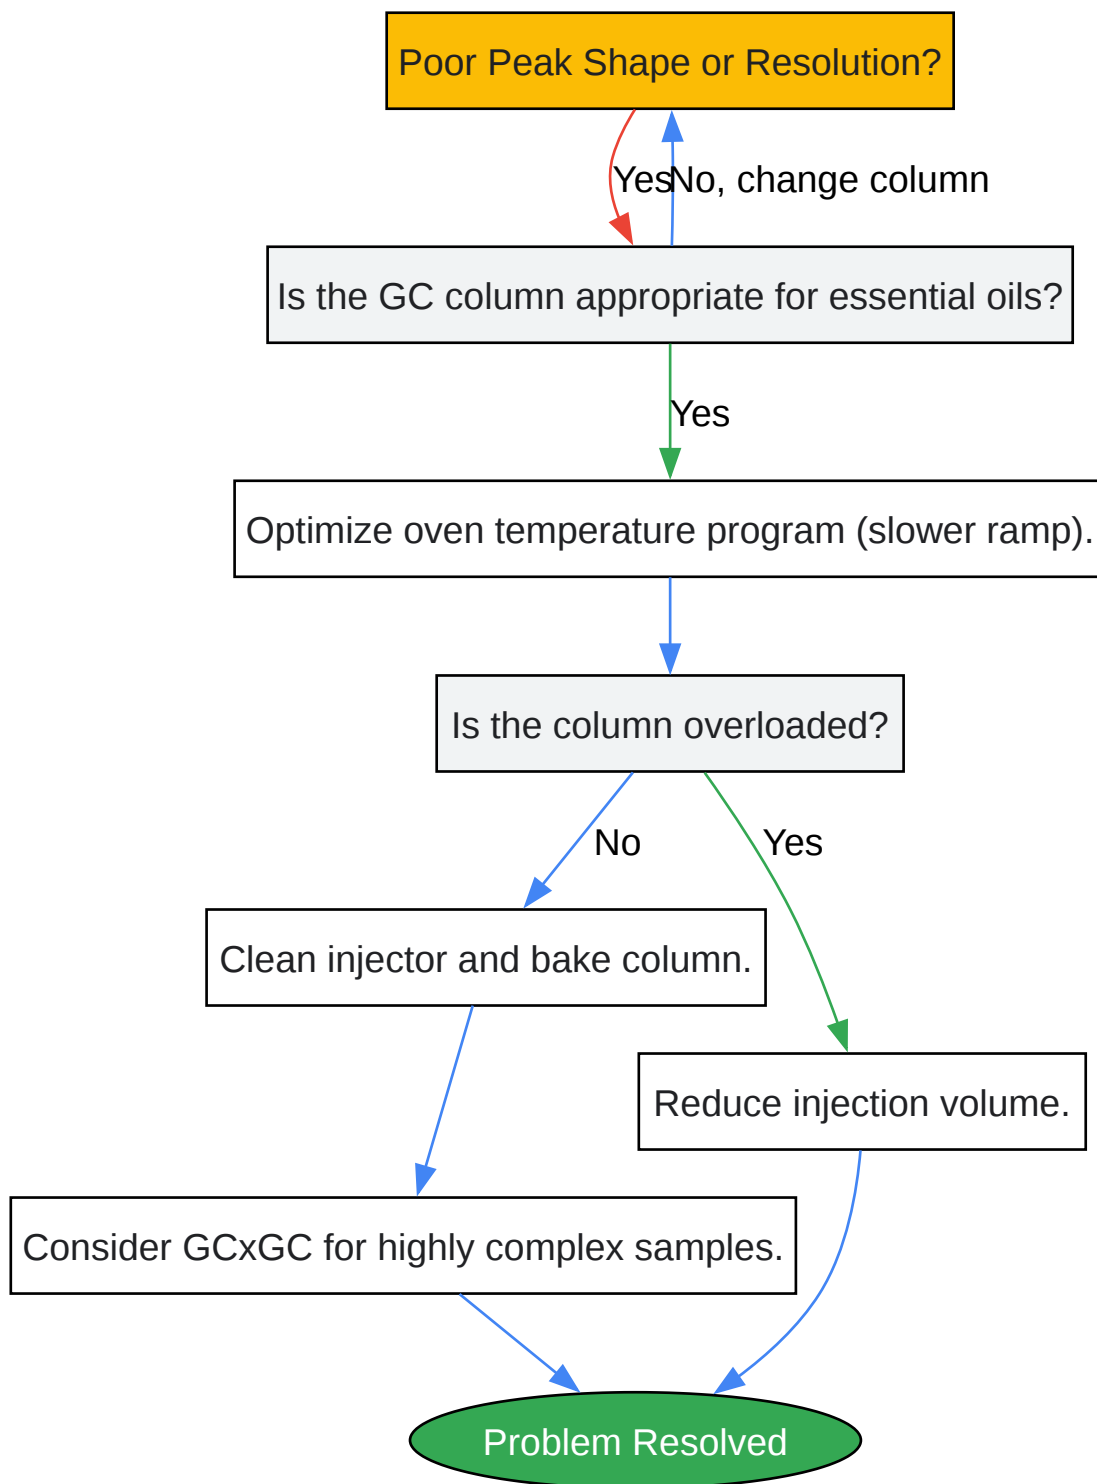 Poor Peak Shape or Resolution?
Yes
No, change column
Is the GC column appropriate for essential oils?
Yes
Optimize oven temperature program (slower ramp).
Is the column overloaded?
No
Yes
Clean injector and bake column.
Reduce injection volume.
Consider GCxGC for highly complex samples.
Problem Resolved